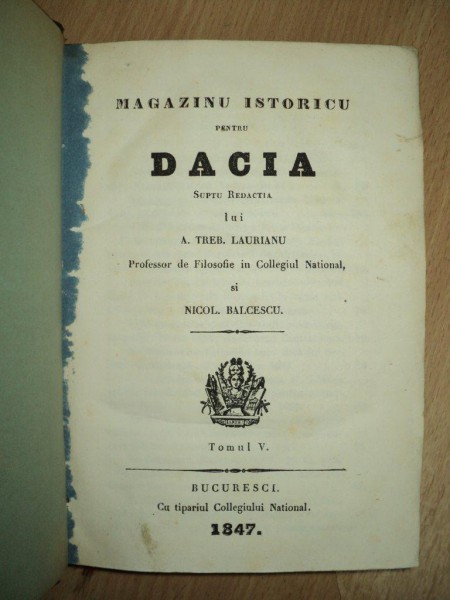 MAGAZINU ISTORICU
PENTRU
DACIA
SUPTU REDACTIA
lui
A. TREB. LAURIANU
Professor de Filosofie in Collegiul National,
si
NICOL. BALCESCU.
Tomul V.
BUCURESCI.
Cu tipariul Collegiului National.
1847.